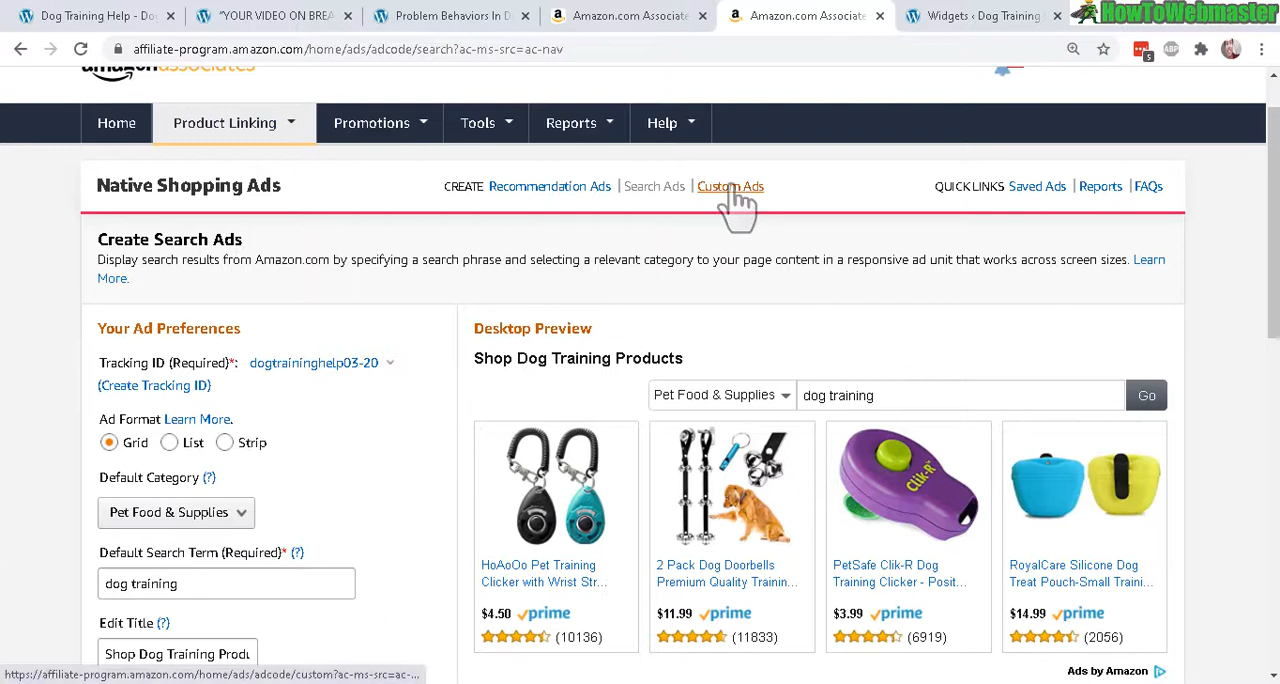 Dog Training Help - Do
"YOUR VIDEO ON BRE
Problem Behaviours In D
Amazon.com Associate
Amazon.com Associate
Widgets ‹ Dog Training
HowToWebmaster
affiliate-program.amazon.com/home/ads/adcode/search?ac-ms-src=ac-nav
5
ABP
amazon associates
Home
Product Linking
Promotions
Tools
Reports
Help
Native Shopping Ads
CREATE Recommendation Ads | Search Ads | Custom Ads
QUICK LINKS Saved Ads | Reports | FAQs
Create Search Ads
Display search results from Amazon.com by specifying a search phrase and selecting a relevant category to your page content in a responsive ad unit that works across screen sizes. Learn
More.
Your Ad Preferences
Desktop Preview
Tracking ID (Required)*: dogtraininghelp03-20
(Create Tracking ID)
Shop Dog Training Products
Pet Food & Supplies
dog training
Go
Ad Format Learn More.
Grid List Strip
Default Category (?)
Pet Food & Supplies
Default Search Term (Required)* (?)
dog training
Edit Title (?)
Shop Dog Training Produ
CLIK-R
HoAoOo Pet Training
Clicker with Wrist Str...
$4.50 prime
(10136)
2 Pack Dog Doorbells
Premium Quality Trainin...
$11.99 prime
(11833)
PetSafe Clik-R Dog
Training Clicker - Posit...
$3.99 prime
(6919)
RoyalCare Silicone Dog
Treat Pouch-Small Traini...
$14.99 prime
(2056)
Ads by Amazon
https://affiliate-program.amazon.com/home/ads/adcode/custom?ac-ms-src=ac-...